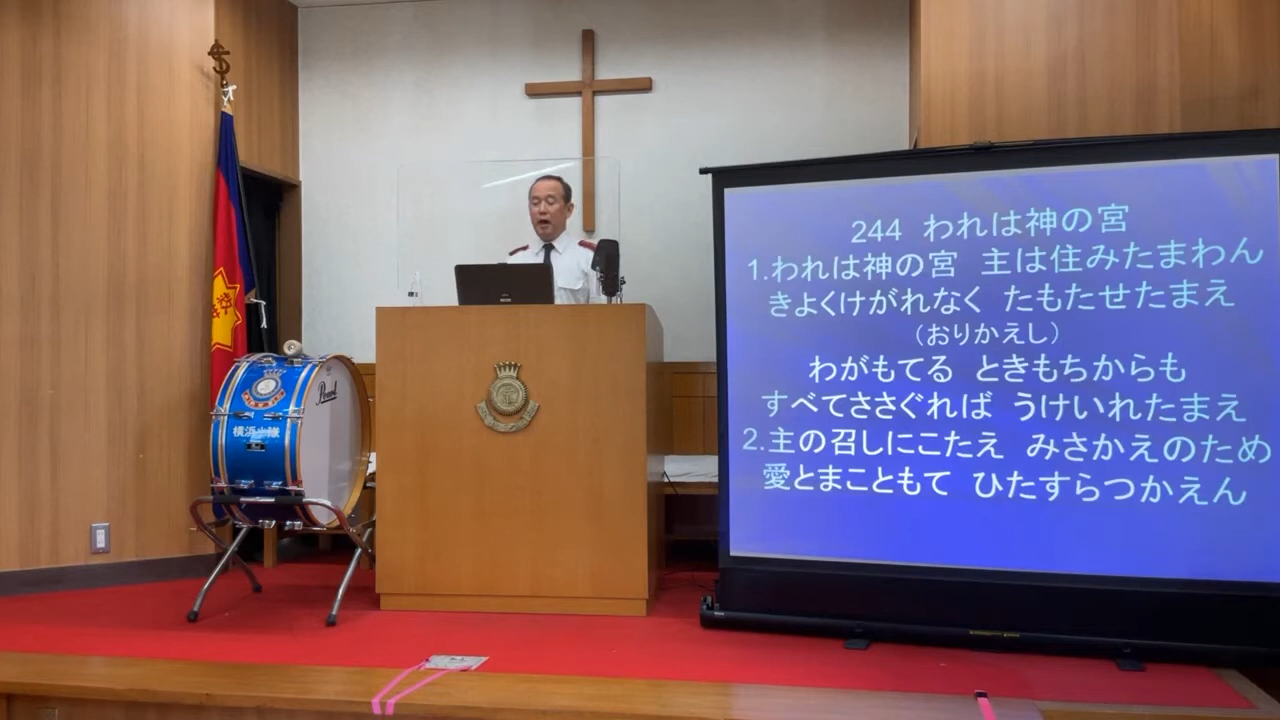 244 われは神の宮
1.われは神の宮 主は住みたまわん
きよくけがれなく たもたせたまえ
(おりかえし)
わがもてる ときもちからも
すべてささぐれば うけいれたまえ
2.主の召しにこたえ みさかえのため
愛とまこともて ひたすらつかえん
Pearl
横浜小隊